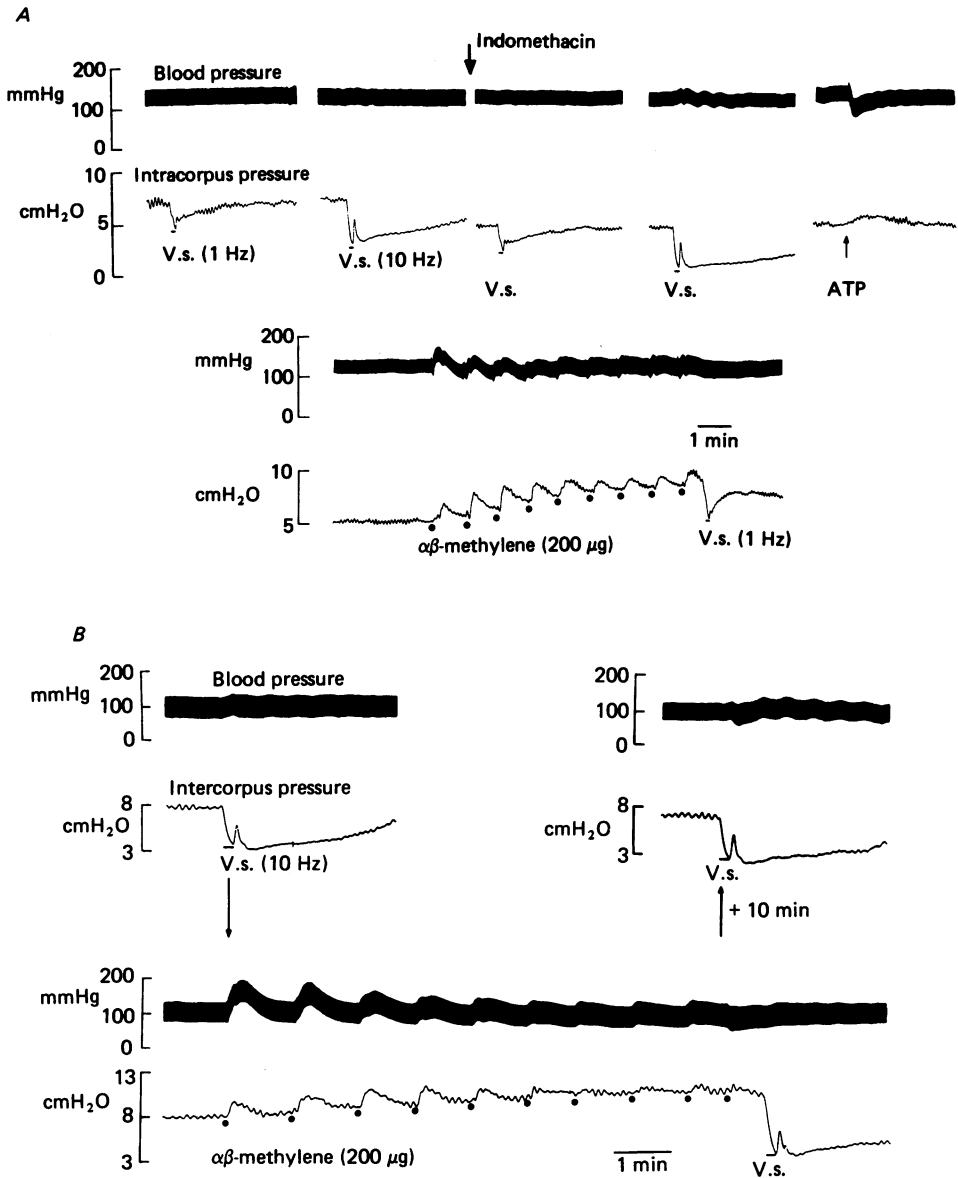 A
Indomethacin
200
Blood pressure
mmHg
100
0
10
Intracorpus pressure
cmH2O
5
V.s. (1 Hz)
V.s. (10 Hz)
0
V.s.
V.s.
ATP
200
mmHg
100
0
1 min
10
cmH2O
5
V.s. (1 Hz)
αβ-methylene (200 μg)
B
200
Blood pressure
mmHg
100
0
200
100
0
8
Intercorpus pressure
cmH2O
3
V.s. (10 Hz)
8
cmH2O
3
V.s.
+ 10 min
200
mmHg
100
0
13
cmH2O
8
3
αβ-methylene (200 μg)
1 min
V.s.